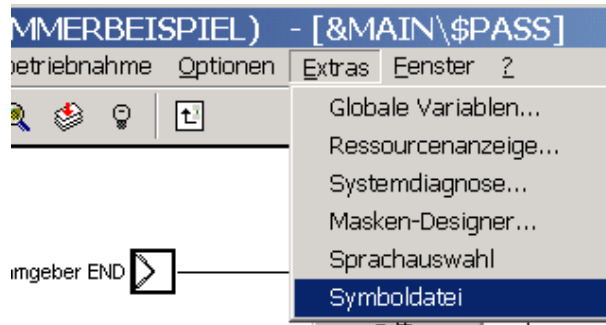 MMERBEISPIEL) - [&MAIN\$PASS]
etriebnahme Optionen Extras Fenster ?
Globale Variablen...
Ressourcenanzeige...
Systemdiagnose...
Masken-Designer...
Sprachauswahl
mgeber END
Symboldatei